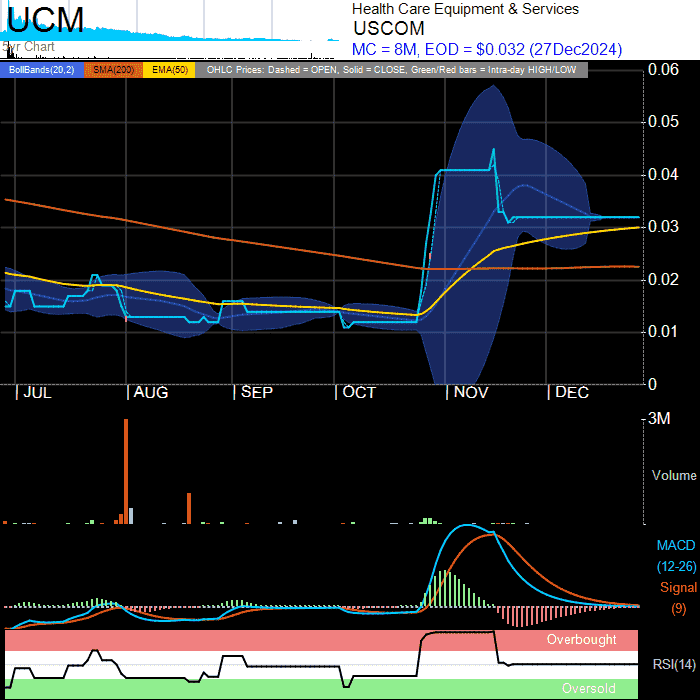 UCM
5yr Chart
Health Care Equipment & Services
USCOM
MC = 8M, EOD = $0.032 (27Dec2024)
BollBands(20,2) SMA(200) EMA(50) OHLC Prices: Dashed = OPEN, Solid = CLOSE, Green/Red bars = Intra-day HIGH/LOW
0.06
0.05
0.04
0.03
0.02
0.01
0
JUL AUG SEP OCT NOV DEC
3M
Volume
MACD
(12-26)
Signal
(9)
Overbought
RSI(14)
Oversold